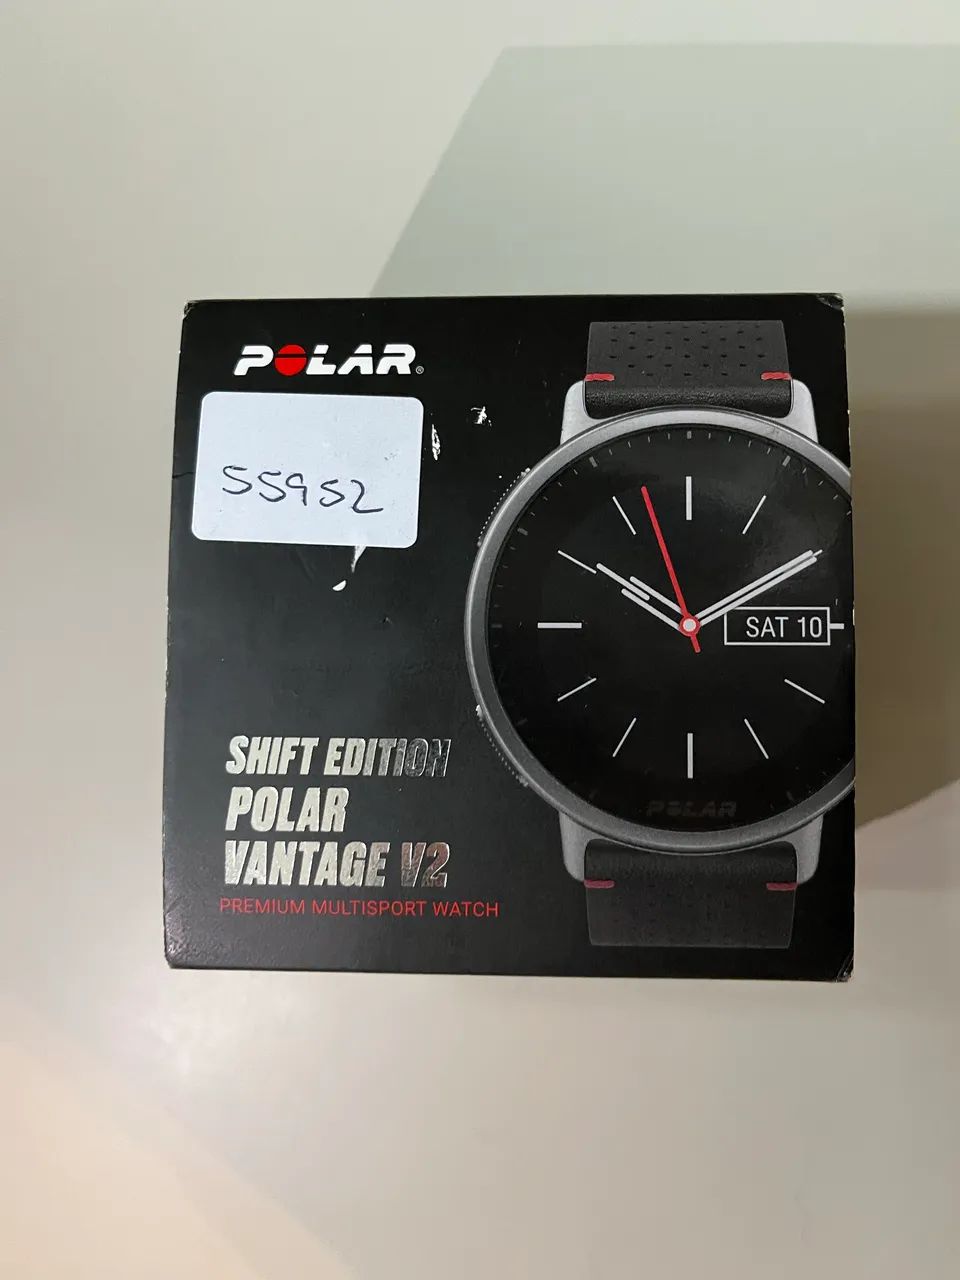 POLAR®
55952
SAT 10
POLAR
SHIFT EDITION
POLAR
VANTAGE V2
PREMIUM MULTISPORT WATCH